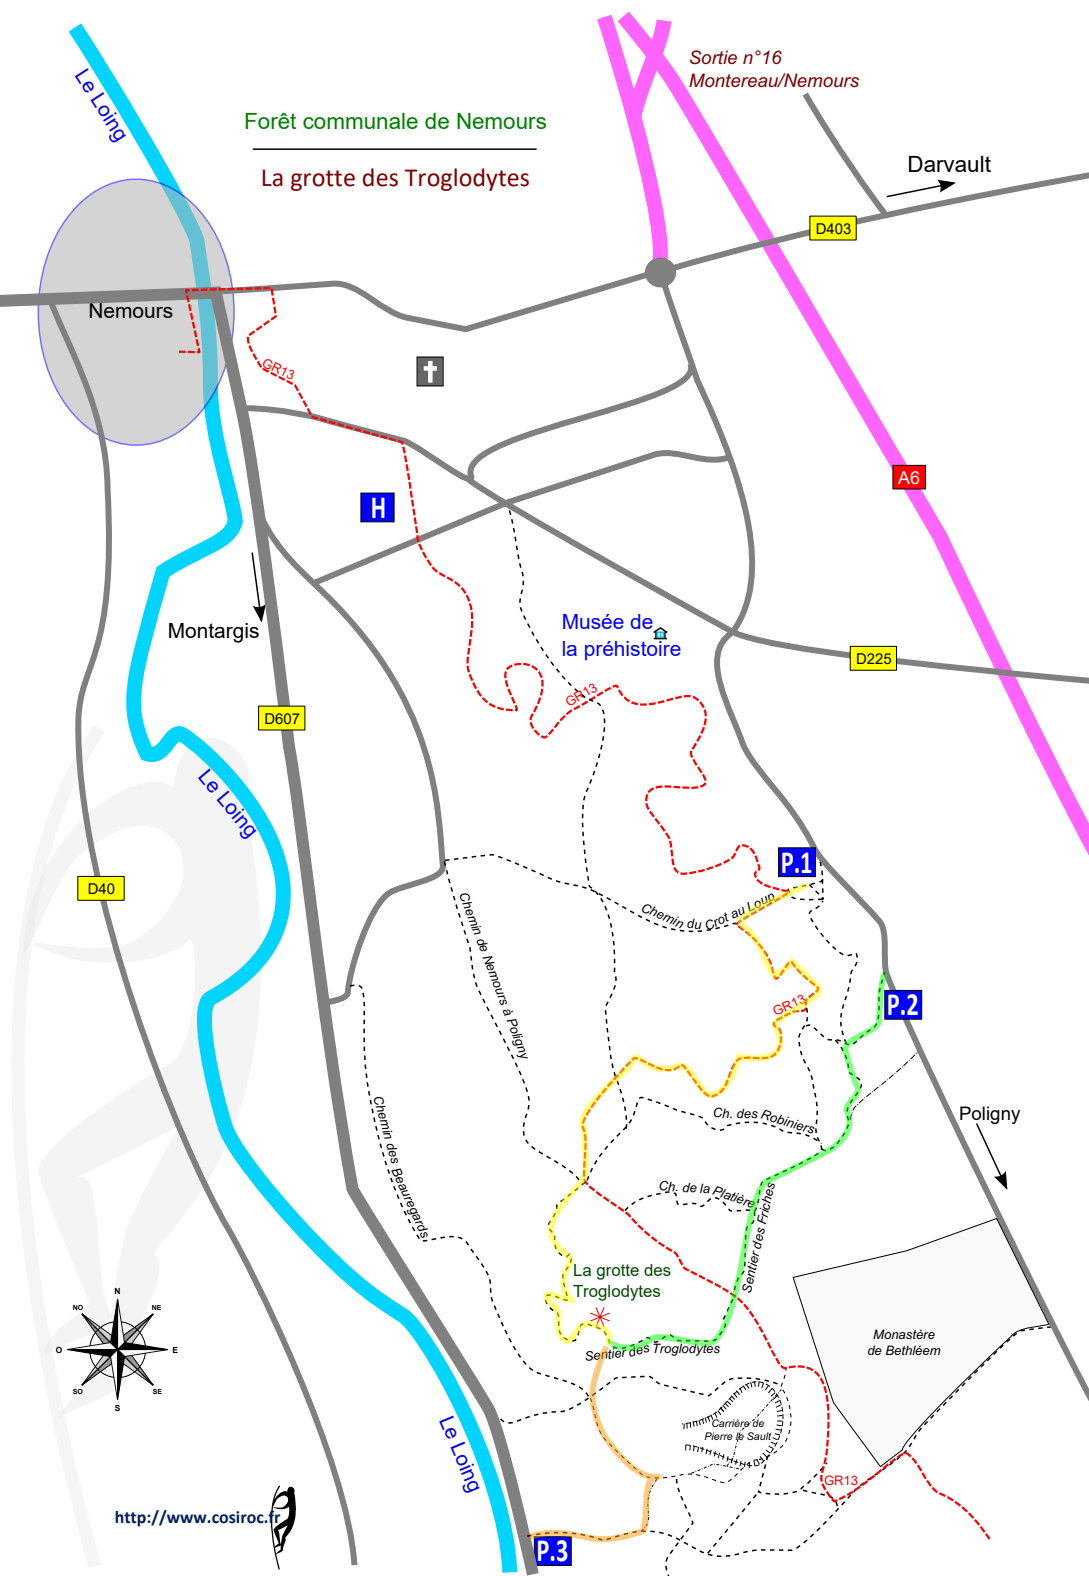 Le Loing
Sortie n°16
Montereau/Nemours
Forêt communale de Nemours
La grotte des Troglodytes
Darvault
D403
Nemours
GR13
A6
H
Musée de
la préhistoire
Montargis
D225
GR13
D607
Le Loing
P.1
D40
Chemin du Crot au Loup
Chemin de Nemours à Poligny
GR13
P.2
Ch. des Robiniers
Poligny
Chemin des Beauregards
Ch. de la Platière
Sentier des Friches
La grotte des
Troglodytes
N
NO
NE
O
E
SO
SE
S
Sentier des Troglodytes
Monastère
de Bethléem
Carrière de
Pierre le Sault
Le Loing
GR13
http://www.cosiroc.fr
P.3